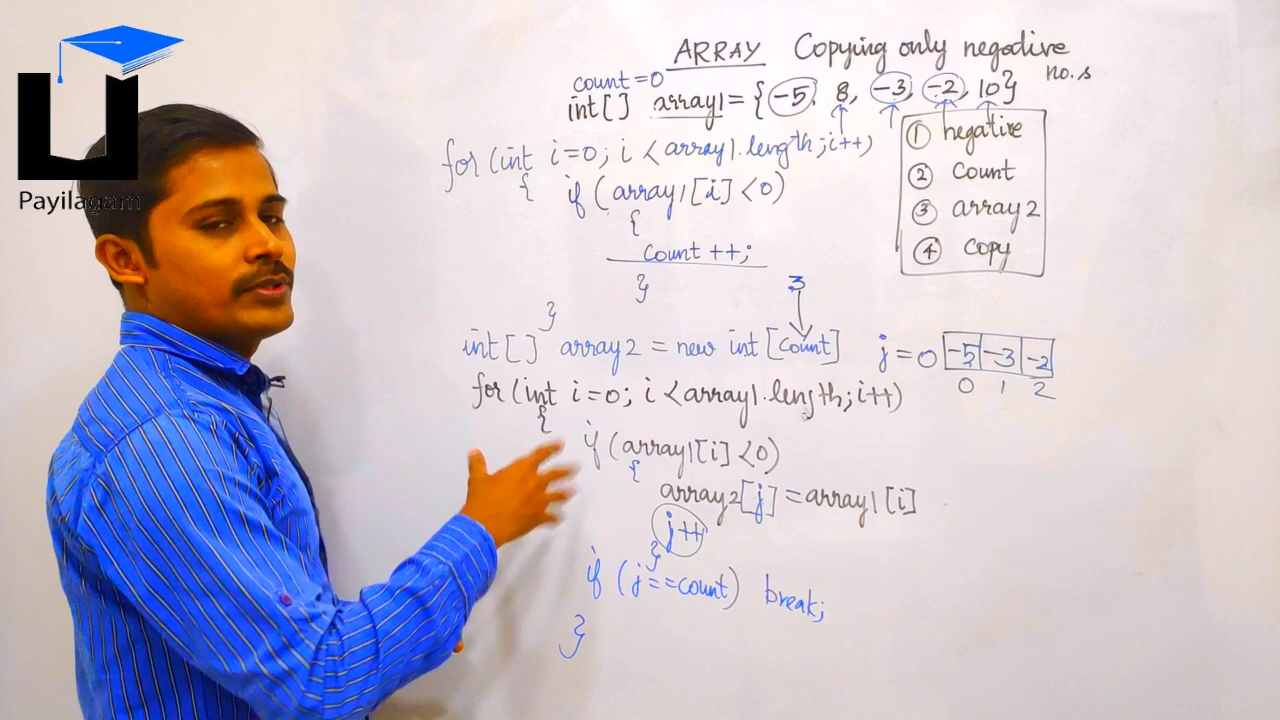 Payilagam
ARRAY Copying only negative no.s
count=0
int[] array1 = {-5, 8, -3, -2, 10}
for (int i=0; i < array1.length; i++)
{ if (array1[i] <0)
{
count ++;
}
}
① negative
② Count
③ array2
④ Copy
3
int[] array2 = new int [Count]
j = 0
-5 -3 -2
0 1 2
for (int i=0; i <array1.length; i++)
{
if (array1[i] <0)
{
array2[j] = array1[i]
j++
}
if (j==count) break;
}